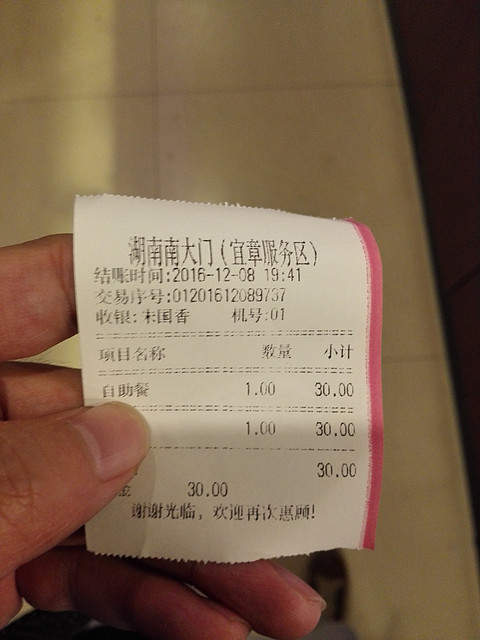 湖南南大门(宜章服务区)
结账时间:2016-12-08 19:41
交易序号:01201612089737
收银:宋国香 机号:01
项目名称 数量 小计
自助餐 1.00 30.00
1.00 30.00
30.00
金 30.00
谢谢光临，欢迎再次惠顾!